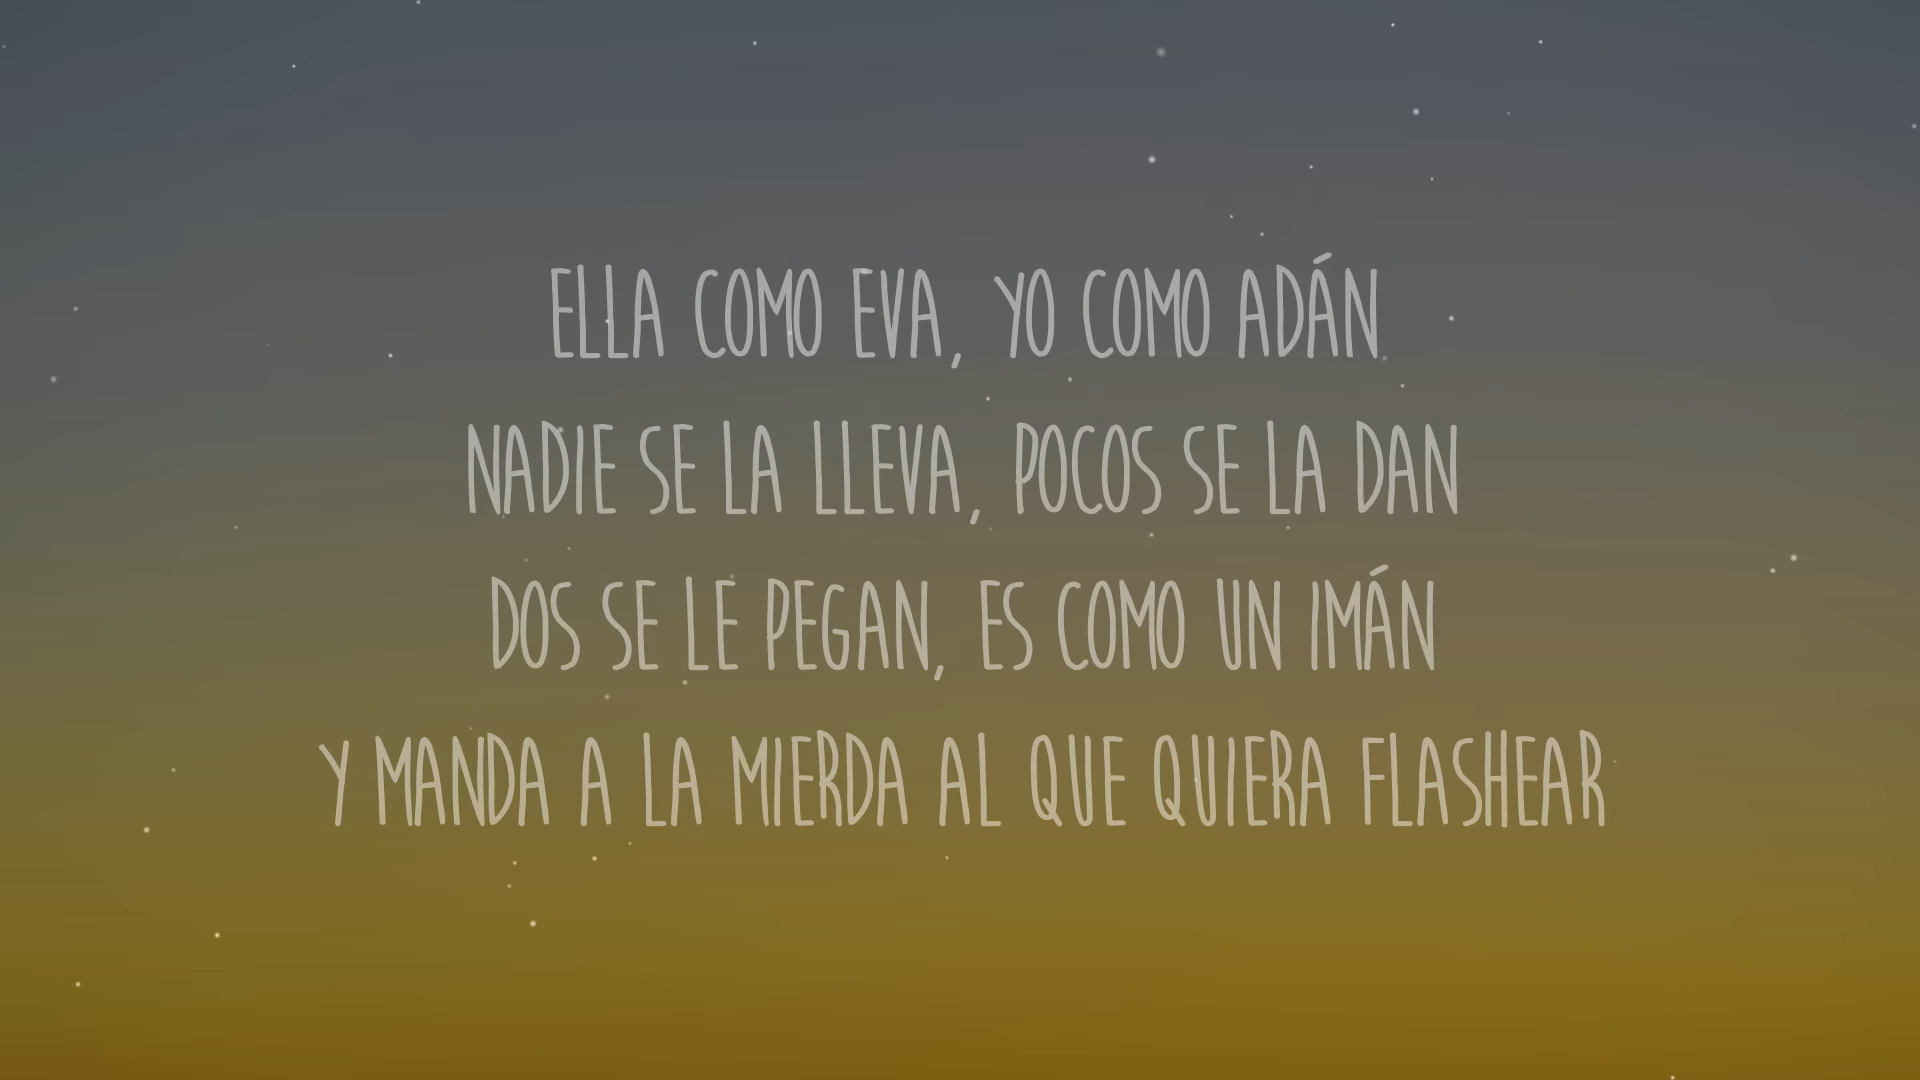 ELLA COMO EVA, YO COMO ADÁN
NADIE SE LA LLEVA, POCOS SE LA DAN
DOS SE LE PEGAN, ES COMO UN IMÁN
Y MANDA A LA MIERDA AL QUE QUIERA FLASHEAR